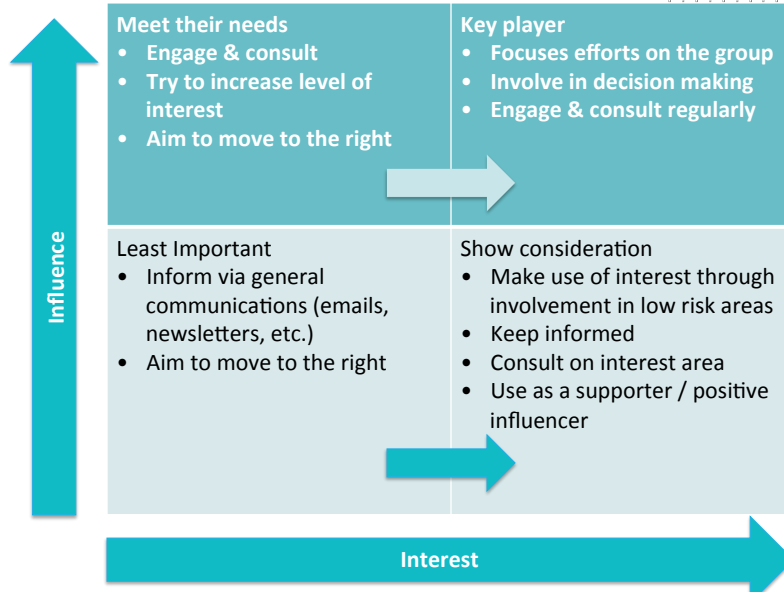 Meet their needs
• Engage & consult
• Try to increase level of
interest
• Aim to move to the right
Key player
• Focuses efforts on the group
• Involve in decision making
• Engage & consult regularly
Influence
Least Important
• Inform via general
communications (emails,
newsletters, etc.)
• Aim to move to the right
Show consideration
• Make use of interest through
involvement in low risk areas
• Keep informed
• Consult on interest area
• Use as a supporter / positive
influencer
Interest